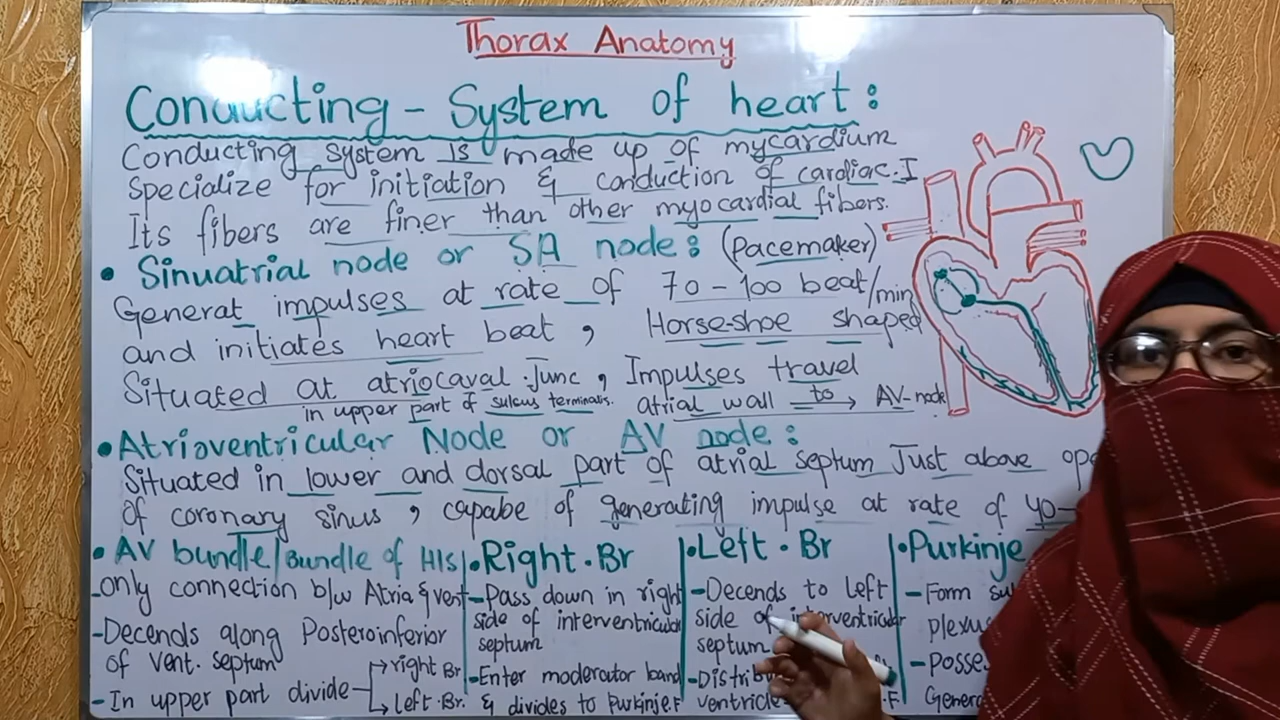 Thorax Anatomy
Conducting - System of heart :
Conducting system is made up of mycardium
Specialize for initiation & conduction of cardiac.I
Its fibers are finer than other myocardial fibers.
• Sinuatrial node or SA node: (pacemaker)
Generat impulses at rate of 70 - 100 beat/min
and initiates heart beat, Horse-shoe shaped
Situated at atriocaval Junc, Impulses travel
in upper part of sulcus terminalis. atrial wall to → AV-node
• Atrioventricular Node or AV node:
Situated in lower and dorsal part of atrial septum Just above
of coronary sinus, capabe of generating impulse at rate of 40-
• AV bundle/Bundle of HIs
-only connection b/w Atria & vent
-Decends along Posteroinferior
of vent. septum
- In upper part divide
→ right Br
→ Left.Br.
• Right.Br
-Pass down in right
side of interventricular
septum
-Enter moderator band
& divides to Purkinje.F
• Left.Br
-Decends to Left
side of interventricular
septum
-Distrib
ventricle
.F
• Purkinje
- Form
plexus
- Posse
Genera